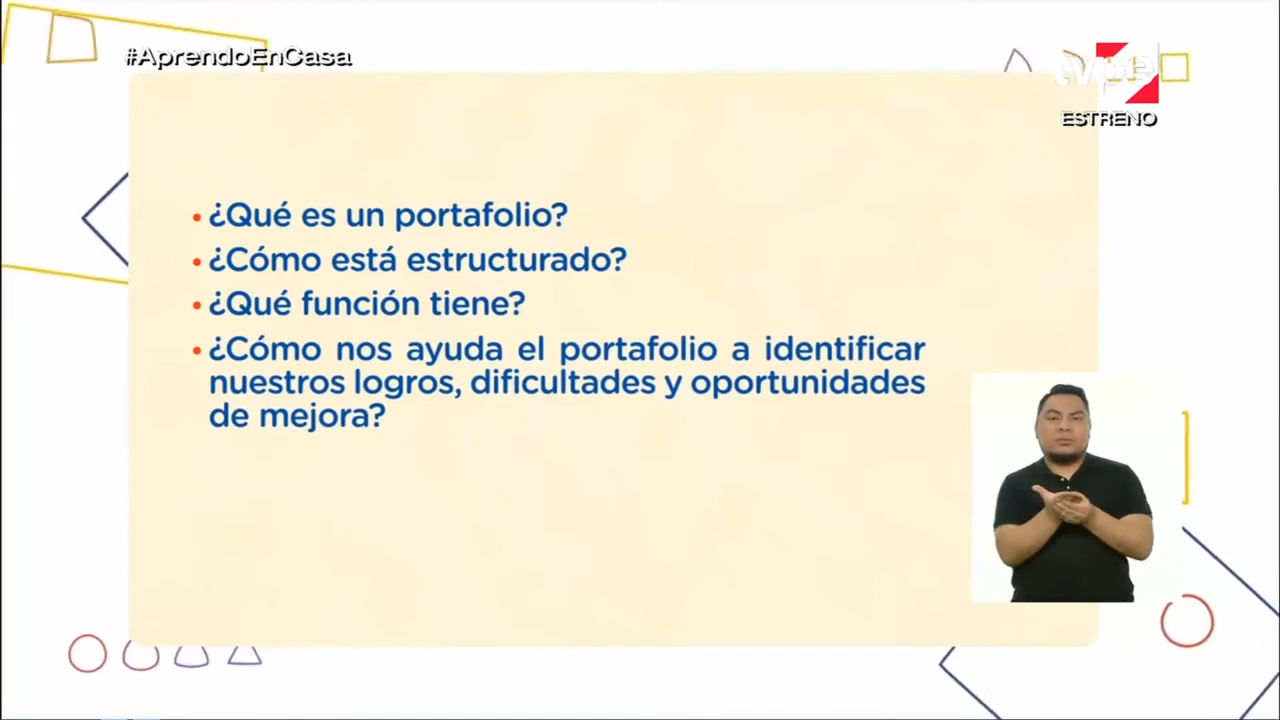 #AprendoEnCasa
tvpe
ESTRENO
• ¿Qué es un portafolio?
• ¿Cómo está estructurado?
• ¿Qué función tiene?
• ¿Cómo nos ayuda el portafolio a identificar
nuestros logros, dificultades y oportunidades
de mejora?